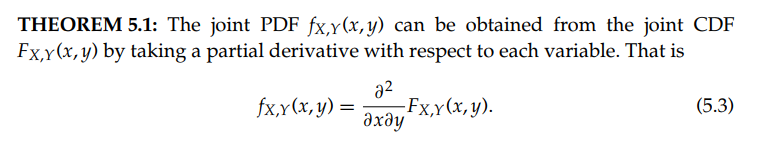 THEOREM 5.1: The joint PDF f_{X,Y}(x, y) can be obtained from the joint CDF
F_{X,Y}(x, y) by taking a partial derivative with respect to each variable. That is
f_{X,Y}(x, y) = \frac{∂^2}{∂x∂y} F_{X,Y}(x, y). (5.3)